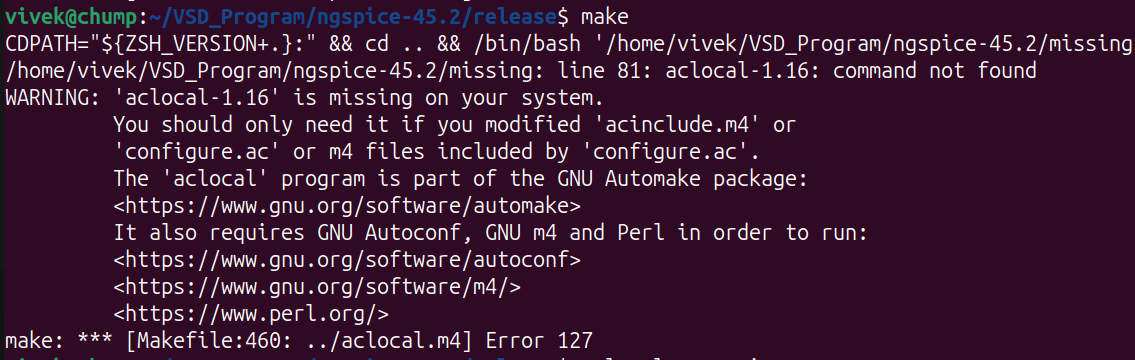 vivek@chump:~/VSD_Program/ngspice-45.2/release$ make
CDPATH="${ZSH_VERSION+.}:" && cd .. && /bin/bash '/home/vivek/VSD_Program/ngspice-45.2/missing
/home/vivek/VSD_Program/ngspice-45.2/missing: line 81: aclocal-1.16: command not found
WARNING: 'aclocal-1.16' is missing on your system.
You should only need it if you modified 'acinclude.m4' or
'configure.ac' or m4 files included by 'configure.ac'.
The 'aclocal' program is part of the GNU Automake package:
<https://www.gnu.org/software/automake>
It also requires GNU Autoconf, GNU m4 and Perl in order to run:
<https://www.gnu.org/software/autoconf>
<https://www.gnu.org/software/m4/>
<https://www.perl.org/>
make: *** [Makefile:460: ../aclocal.m4] Error 127